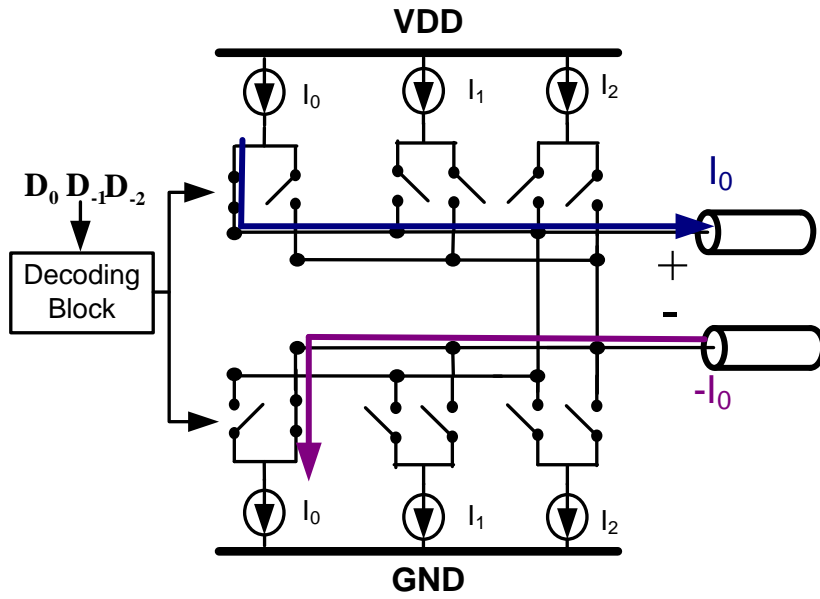 VDD
I₀
I₁
I₂
D₀ D₋₁D₋₂
I₀
Decoding
Block
+
-
-I₀
I₀
I₁
I₂
GND